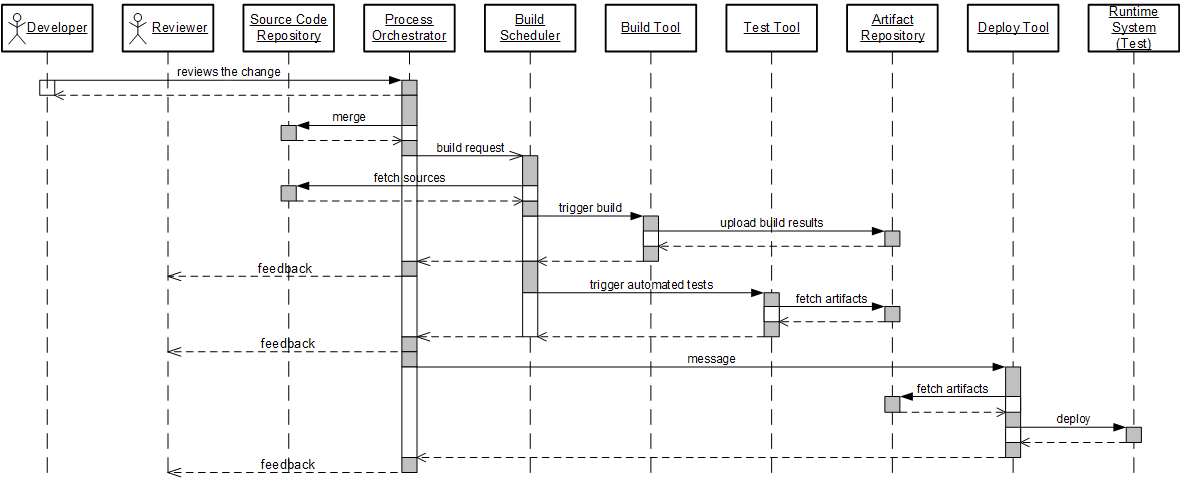 Developer
Reviewer
Source Code
Repository
Process
Orchestrator
Build
Scheduler
Build Tool
Test Tool
Artifact
Repository
Deploy Tool
Runtime
System
(Test)
reviews the change
merge
build request
fetch sources
trigger build
upload build results
feedback
trigger automated tests
fetch artifacts
feedback
message
fetch artifacts
deploy
feedback